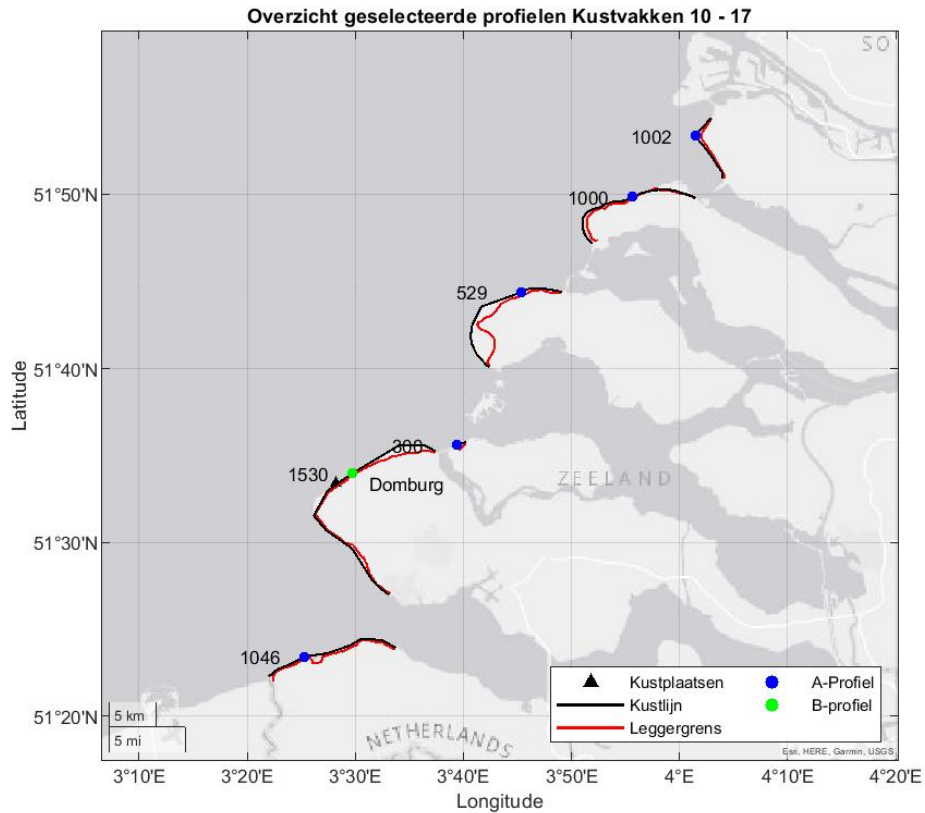 Overzicht geselecteerde profielen Kustvakken 10 - 17
SO
1002
51°50'N
1000
529
51°40'N
Latitude
300
1530
Domburg
ZEELAND
51°30'N
1046
Kustplaatsen
A-Profiel
Kustlijn
B-profiel
Leggergrens
51°20'N
5 km
5 mi
NETHERLANDS
Esri, HERE, Garmin, USGS
3°10'E
3°20'E
3°30'E
3°40'E
3°50'E
4°E
4°10'E
4°20'E
Longitude